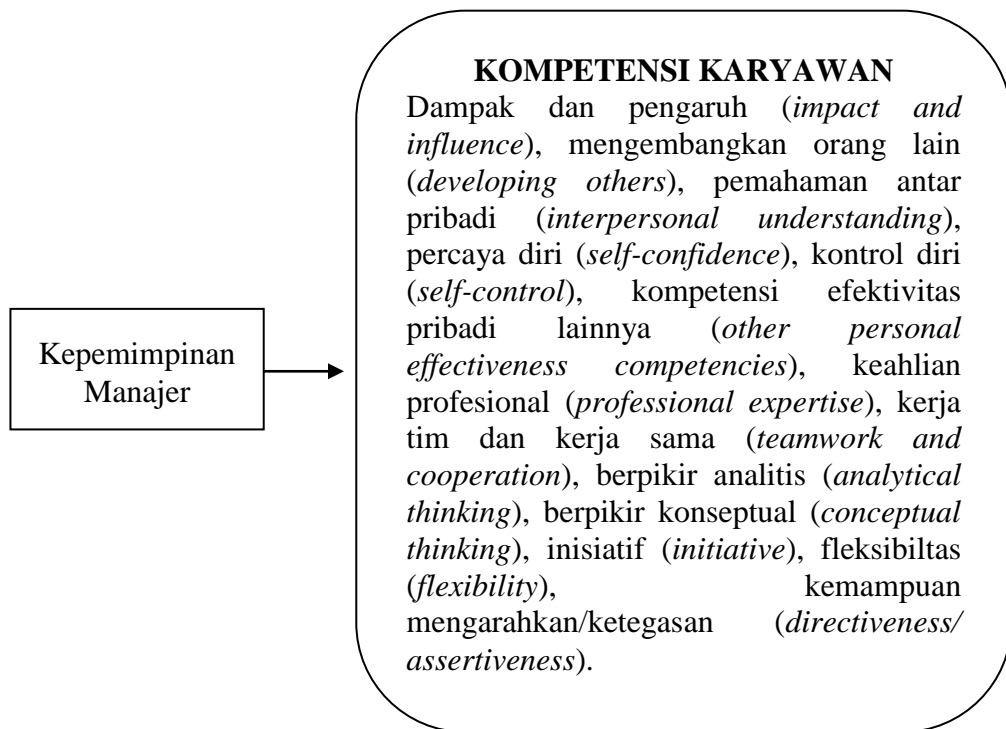 KOMPETENSI KARYAWAN
Dampak dan pengaruh (impact and
influence), mengembangkan orang lain
(developing others), pemahaman antar
pribadi (interpersonal understanding),
percaya diri (self-confidence), kontrol diri
(self-control), kompetensi efektivitas
pribadi lainnya (other personal
effectiveness competencies), keahlian
profesional (professional expertise), kerja
tim dan kerja sama (teamwork and
cooperation), berpikir analitis (analytical
thinking), berpikir konseptual (conceptual
thinking), inisiatif (initiative), fleksibiltas
(flexibility), kemampuan
mengarahkan/ketegasan (directiveness/
assertiveness).
Kepemimpinan
Manajer